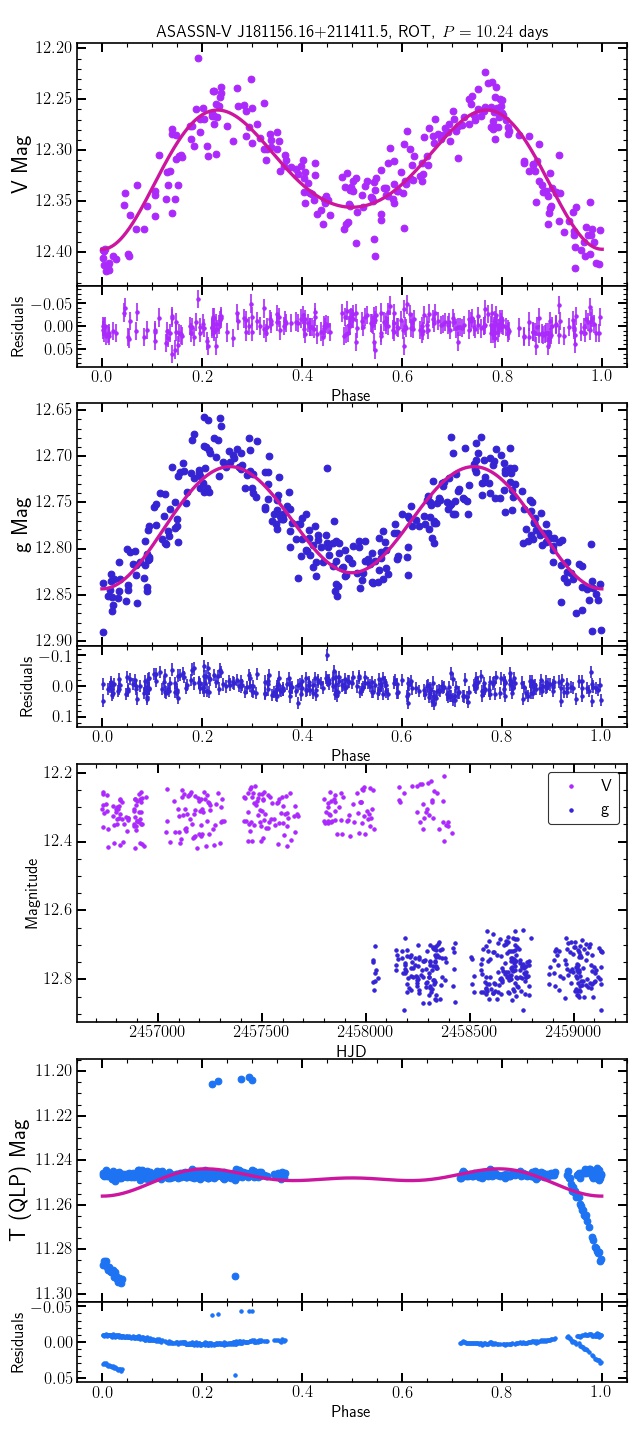 ASASSN-V J181156.16+211411.5, ROT, P = 10.24 days
12.20
12.25
12.30
12.35
12.40
V Mag
−0.05
0.00
0.05
Residuals
0.0 0.2 0.4 0.6 0.8 1.0
Phase
12.65
12.70
12.75
12.80
12.85
12.90
g Mag
−0.1
0.0
0.1
Residuals
0.0 0.2 0.4 0.6 0.8 1.0
Phase
12.2
12.4
12.6
12.8
Magnitude
V
g
2457000 2457500 2458000 2458500 2459000
HJD
11.20
11.22
11.24
11.26
11.28
11.30
T (QLP) Mag
−0.05
0.00
0.05
Residuals
0.0 0.2 0.4 0.6 0.8 1.0
Phase